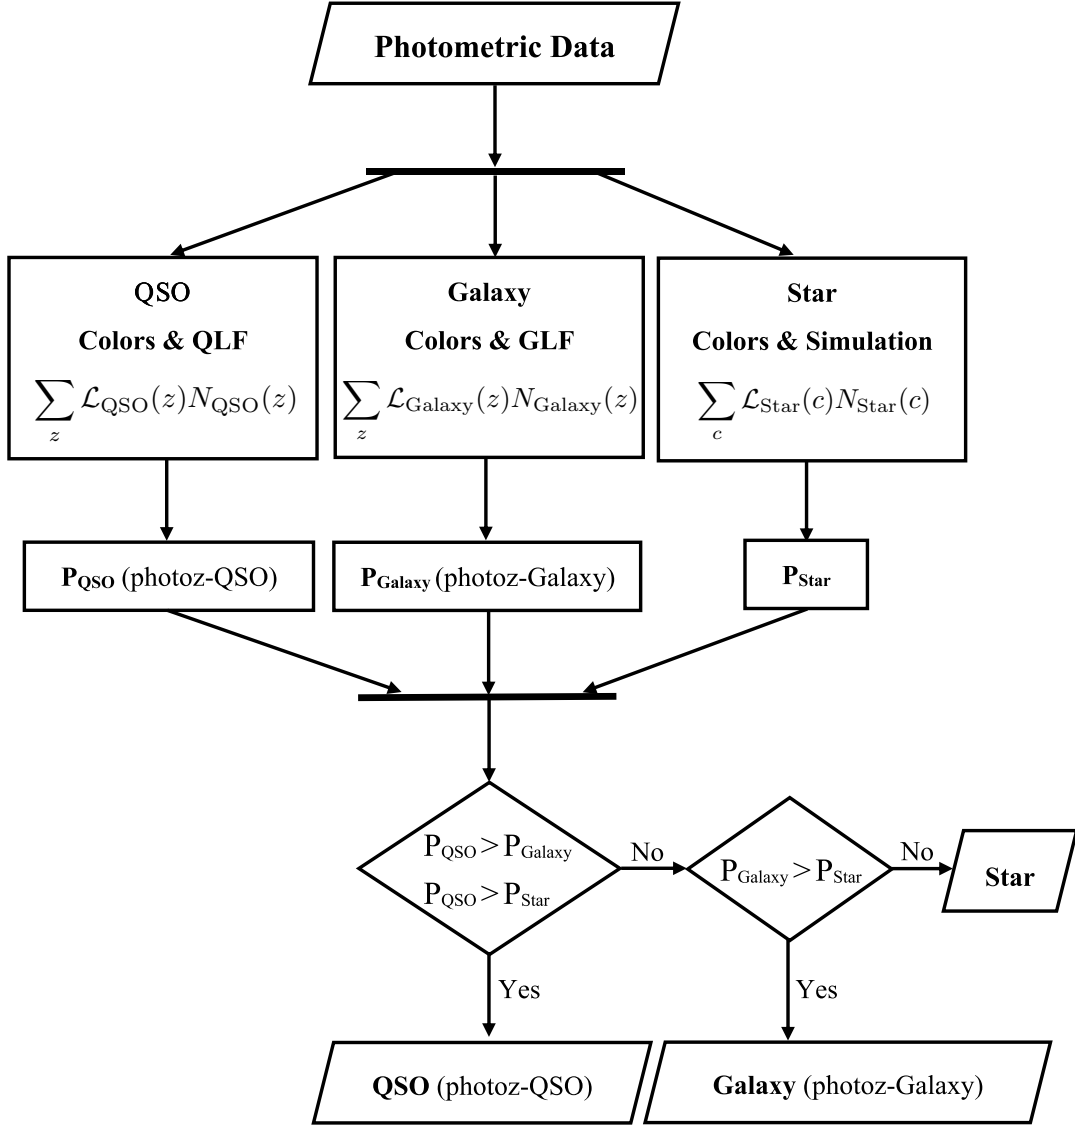 Photometric Data
QSO
Colors & QLF
∑_z ℒ_QSO(z)N_QSO(z)
Galaxy
Colors & GLF
∑_z ℒ_Galaxy(z)N_Galaxy(z)
Star
Colors & Simulation
∑_c ℒ_Star(c)N_Star(c)
P_QSO (photoz-QSO)
P_Galaxy (photoz-Galaxy)
P_Star
P_QSO > P_Galaxy
P_QSO > P_Star
No
P_Galaxy > P_Star
No
Star
Yes
Yes
QSO (photoz-QSO)
Galaxy (photoz-Galaxy)